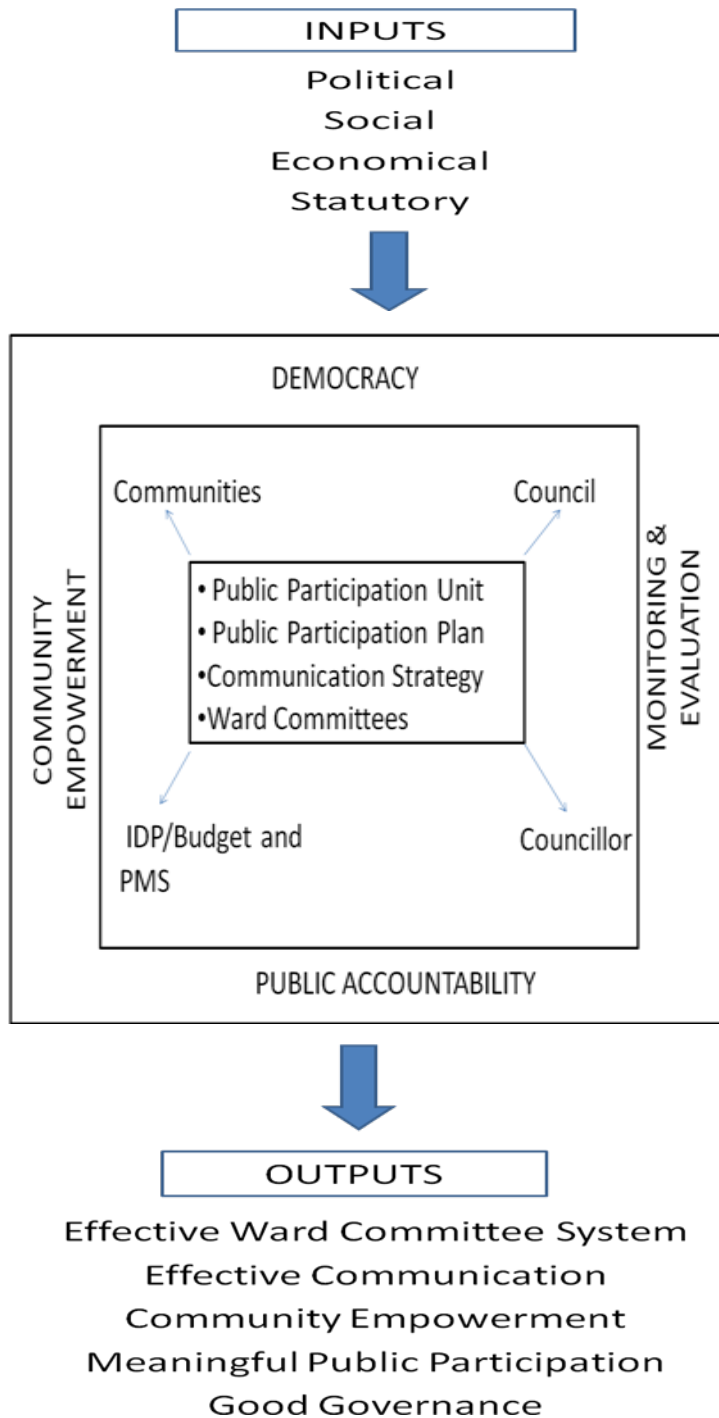 INPUTS
Political
Social
Economical
Statutory
DEMOCRACY
Communities
Council
• Public Participation Unit
• Public Participation Plan
•Communication Strategy
•Ward Committees
COMMUNITY
EMPOWERMENT
MONITORING &
EVALUATION
IDP/Budget and
PMS
Councillor
PUBLIC ACCOUNTABILITY
OUTPUTS
Effective Ward Committee System
Effective Communication
Community Empowerment
Meaningful Public Participation
Good Governance